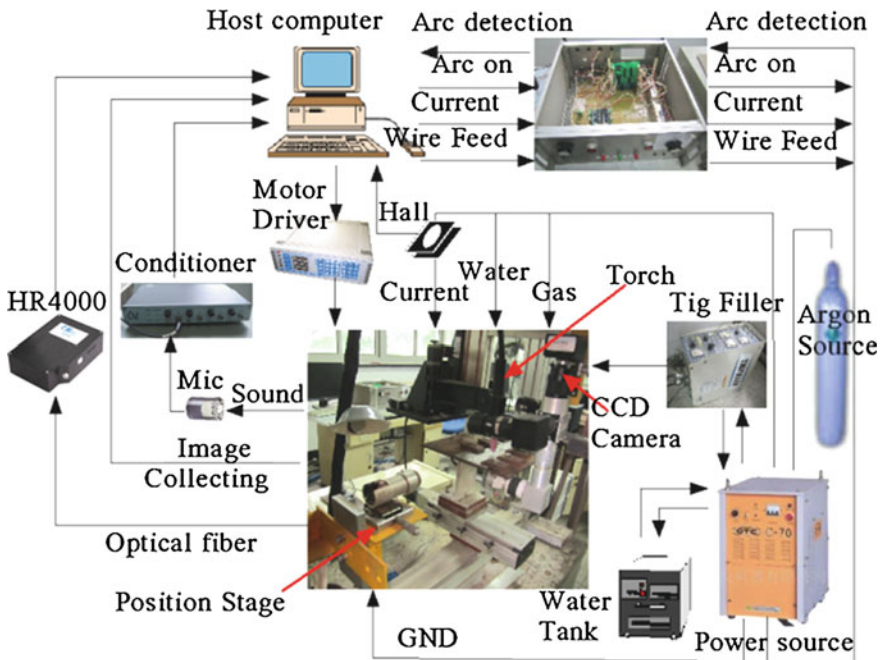 Host computer
Arc detection
Arc on
Current
Wire Feed
Arc detection
Arc on
Current
Wire Feed
Motor
Driver
Hall
Conditioner
HR4000
Current
Water
Gas
Torch
Tig Filler
Argon
Source
Mic
Sound
CCD
Camera
Image
Collecting
Optical fiber
Position Stage
GND
Water
Tank
Power source